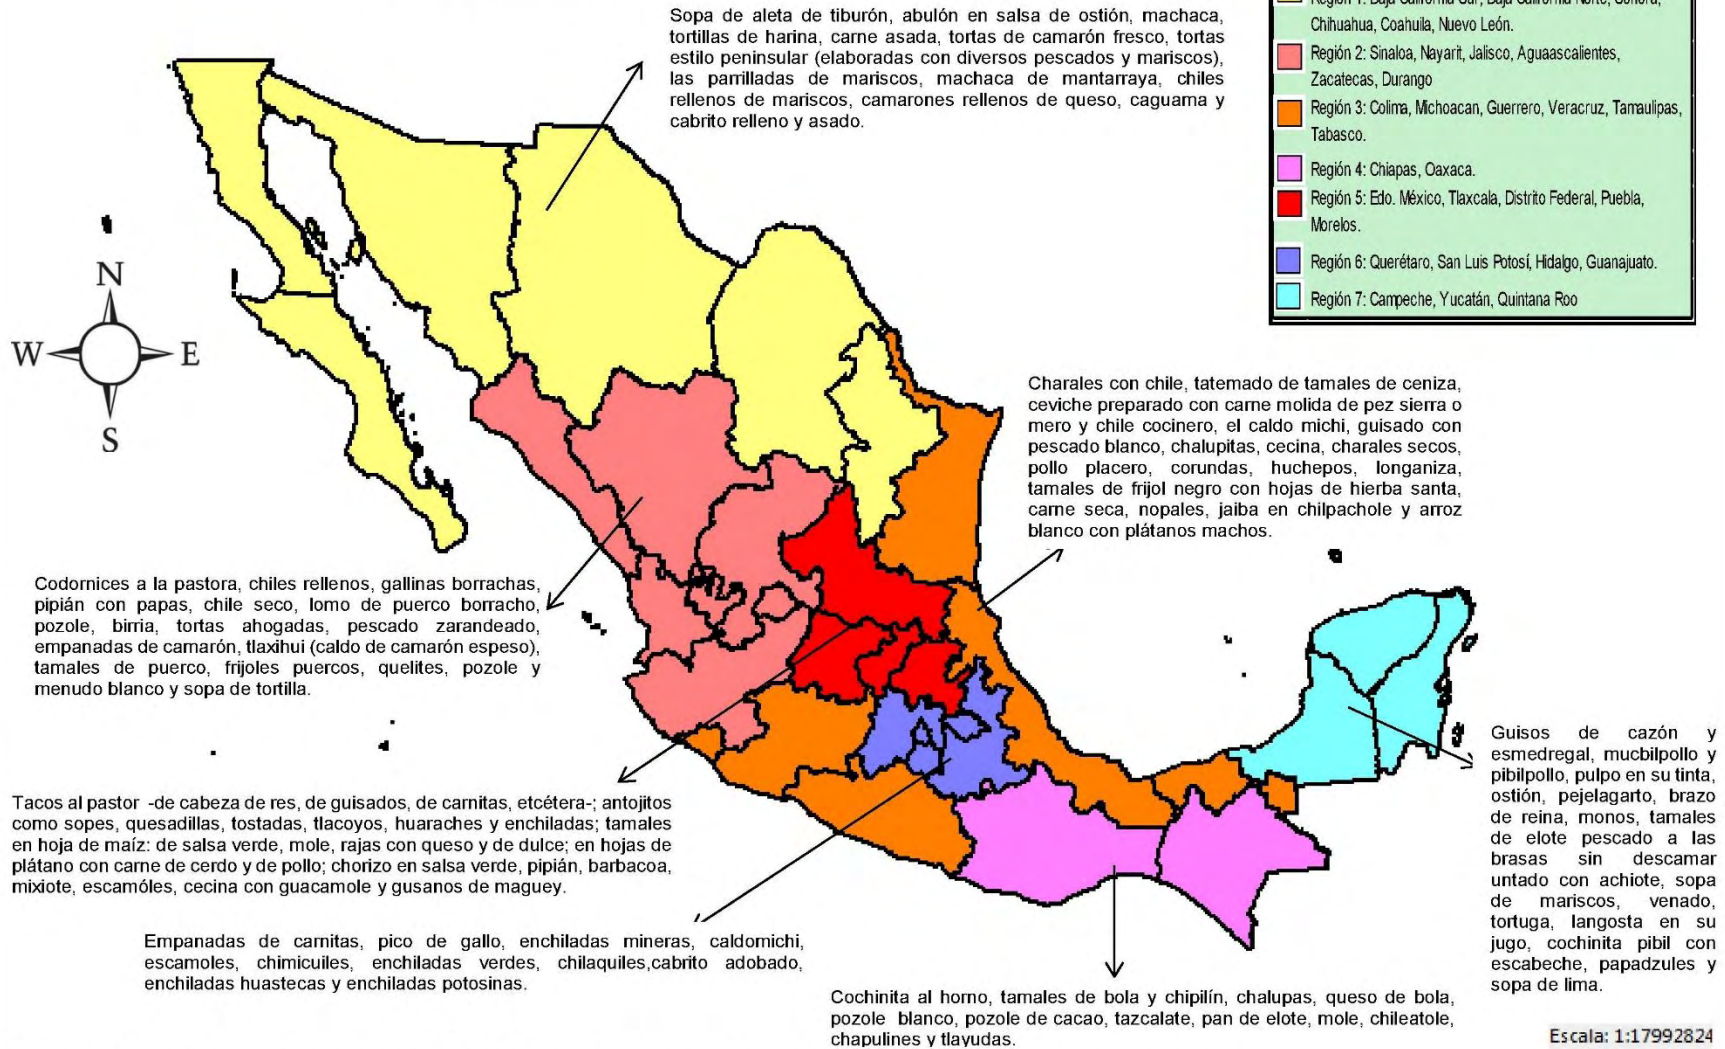 Sopa de aleta de tiburón, abulón en salsa de ostión, machaca,
tortillas de harina, carne asada, tortas de camarón fresco, tortas
estilo peninsular (elaboradas con diversos pescados y mariscos),
las parrilladas de mariscos, machaca de mantarraya, chiles
rellenos de mariscos, camarones rellenos de queso, caguama y
cabrito relleno y asado.
Región 1: Baja California Sur, Baja California Norte, Sonora,
Chihuahua, Coahuila, Nuevo León.
Región 2: Sinaloa, Nayarit, Jalisco, Aguaascalientes,
Zacatecas, Durango
Región 3: Colima, Michoacan, Guerrero, Veracruz, Tamaulipas,
Tabasco.
Región 4: Chiapas, Oaxaca.
Región 5: Edo. México, Tlaxcala, Distrito Federal, Puebla,
Morelos.
Región 6: Querétaro, San Luis Potosí, Hidalgo, Guanajuato.
Región 7: Campeche, Yucatán, Quintana Roo
N
W E
S
Charales con chile, tatemado de tamales de ceniza,
ceviche preparado con carne molida de pez sierra o
mero y chile cocinero, el caldo michi, guisado con
pescado blanco, chalupitas, cecina, charales secos,
pollo placero, corundas, huchepos, longaniza,
tamales de frijol negro con hojas de hierba santa,
carne seca, nopales, jaiba en chilpachole y arroz
blanco con plátanos machos.
Codornices a la pastora, chiles rellenos, gallinas borrachas,
pipián con papas, chile seco, lomo de puerco borracho,
pozole, birria, tortas ahogadas, pescado zarandeado,
empanadas de camarón, tlaxihui (caldo de camarón espeso),
tamales de puerco, frijoles puercos, quelites, pozole y
menudo blanco y sopa de tortilla.
Guisos de cazón y
esmedregal, mucbilpollo y
pibilpollo, pulpo en su tinta,
ostión, pejelagarto, brazo
de reina, monos, tamales
de elote pescado a las
brasas sin descamar
untado con achiote, sopa
de mariscos, venado,
tortuga, langosta en su
jugo, cochinita pibil con
escabeche, papadzules y
sopa de lima.
Tacos al pastor -de cabeza de res, de guisados, de carnitas, etcétera-; antojitos
como sopes, quesadillas, tostadas, tlacoyos, huaraches y enchiladas; tamales
en hoja de maíz: de salsa verde, mole, rajas con queso y de dulce; en hojas de
plátano con carne de cerdo y de pollo; chorizo en salsa verde, pipián, barbacoa,
mixiote, escamóles, cecina con guacamole y gusanos de maguey.
Empanadas de carnitas, pico de gallo, enchiladas mineras, caldomichi,
escamoles, chimicuiles, enchiladas verdes, chilaquiles,cabrito adobado,
enchiladas huastecas y enchiladas potosinas.
Cochinita al horno, tamales de bola y chipilín, chalupas, queso de bola,
pozole blanco, pozole de cacao, tazcalate, pan de elote, mole, chileatole,
chapulines y tlayudas.
Escala: 1:17992824